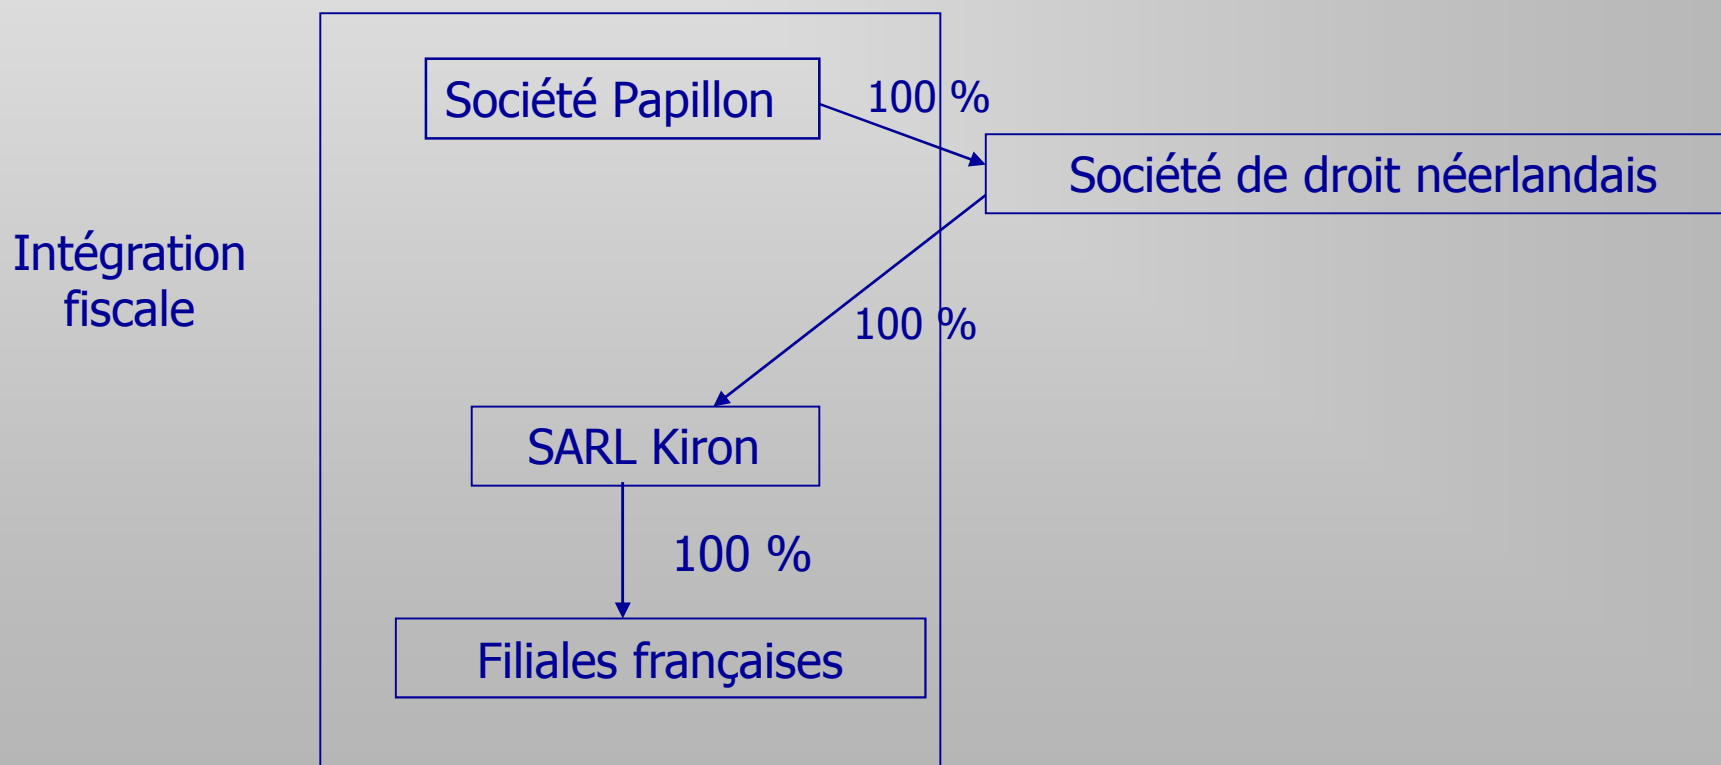 Société Papillon
100 %
Société de droit néerlandais
Intégration
fiscale
100 %
SARL Kiron
100 %
Filiales françaises